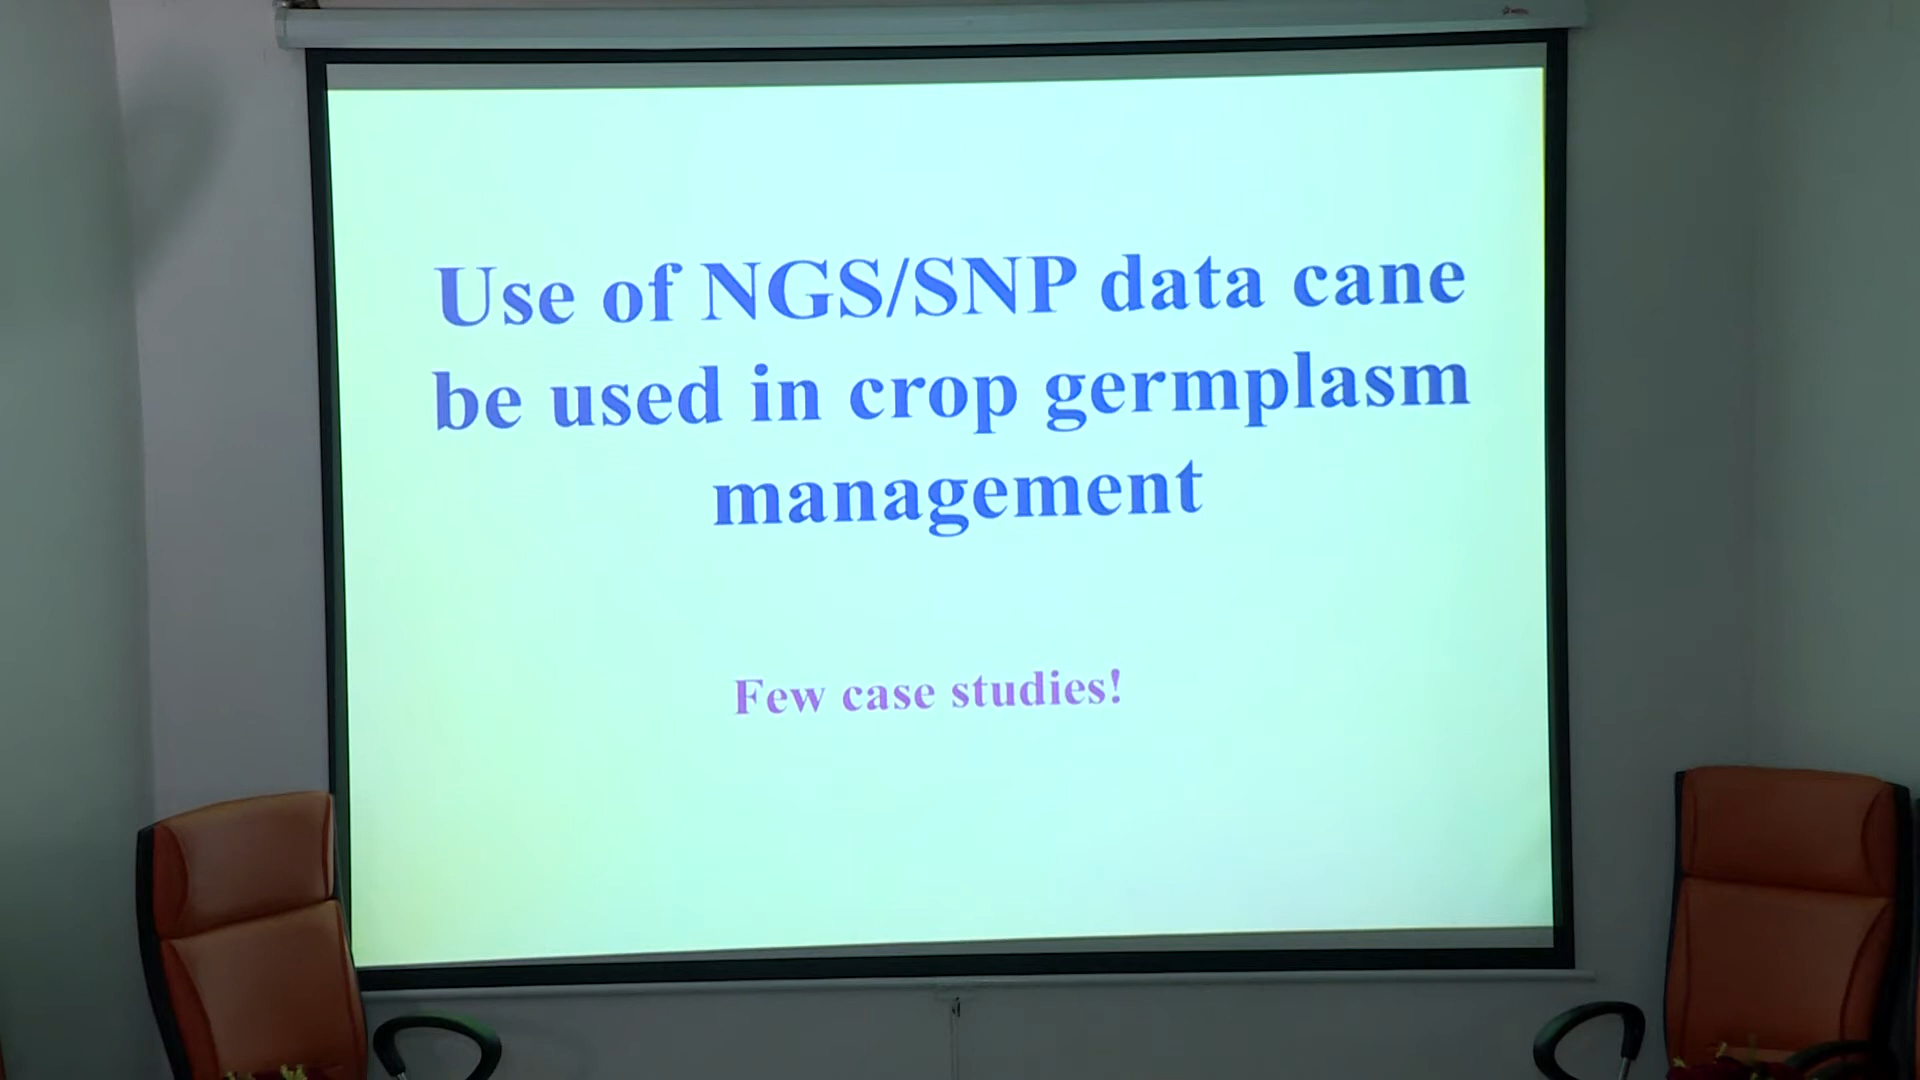 Use of NGS/SNP data cane
be used in crop germplasm
management
Few case studies!